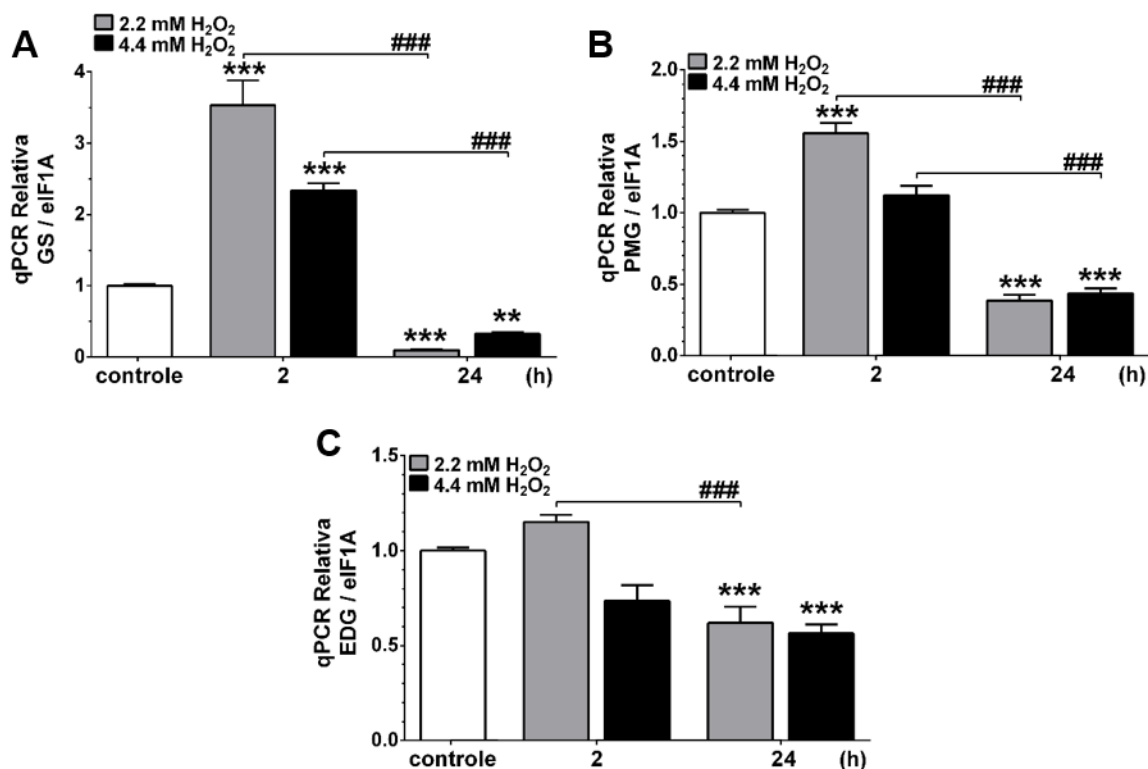 A
2.2 mM H₂O₂
4.4 mM H₂O₂
###
***
###
***
***
**
qPCR Relativa
GS / eIF1A
4
3
2
1
0
controle
2
24
(h)
B
2.2 mM H₂O₂
4.4 mM H₂O₂
###
***
###
***
***
qPCR Relativa
PMG / eIF1A
2.0
1.5
1.0
0.5
0.0
controle
2
24
(h)
C
2.2 mM H₂O₂
4.4 mM H₂O₂
###
***
***
qPCR Relativa
EDG / eIF1A
1.5
1.0
0.5
0.0
controle
2
24
(h)